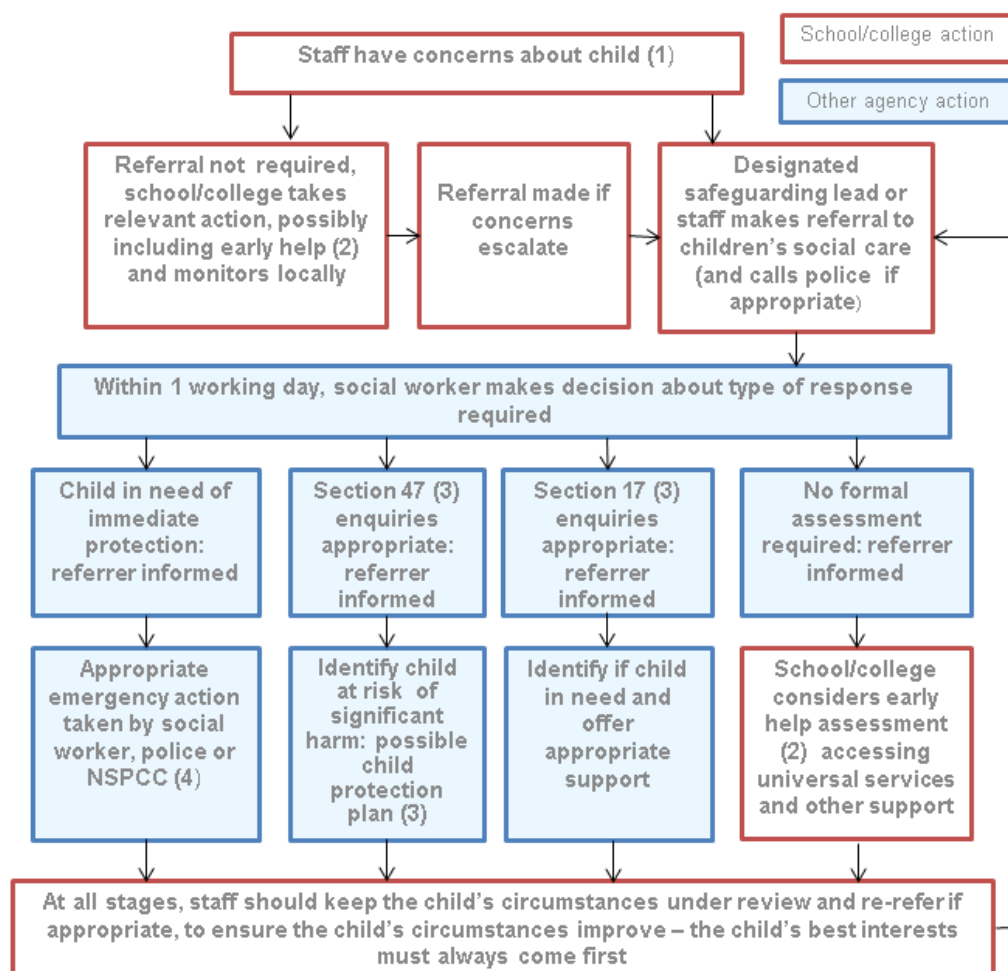 School/college action
Staff have concerns about child (1)
Other agency action
Referral not required,
school/college takes
relevant action, possibly
including early help (2)
and monitors locally
Referral made if
concerns
escalate
Designated
safeguarding lead or
staff makes referral to
children’s social care
(and calls police if
appropriate)
Within 1 working day, social worker makes decision about type of response
required
Child in need of
immediate
protection:
referrer informed
Section 47 (3)
enquiries
appropriate:
referrer
informed
Section 17 (3)
enquiries
appropriate:
referrer
informed
No formal
assessment
required: referrer
informed
Appropriate
emergency action
taken by social
worker, police or
NSPCC (4)
Identify child
at risk of
significant
harm: possible
child
protection
plan (3)
Identify if child
in need and
offer
appropriate
support
School/college
considers early
help assessment
(2) accessing
universal services
and other support
At all stages, staff should keep the child’s circumstances under review and re-refer if
appropriate, to ensure the child’s circumstances improve – the child’s best interests
must always come first